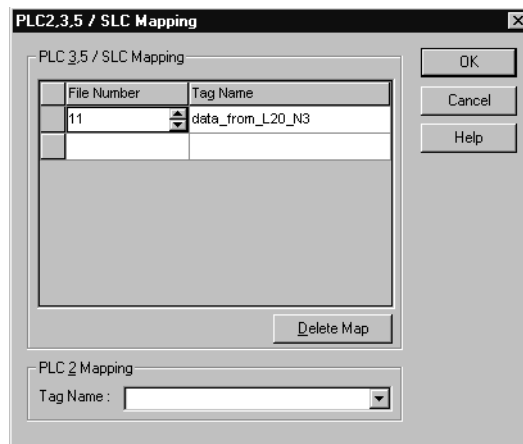 PLC2,3,5 / SLC Mapping
PLC 3,5 / SLC Mapping
File Number Tag Name
11 data_from_L20_N3
Delete Map
PLC 2 Mapping
Tag Name :
OK
Cancel
Help